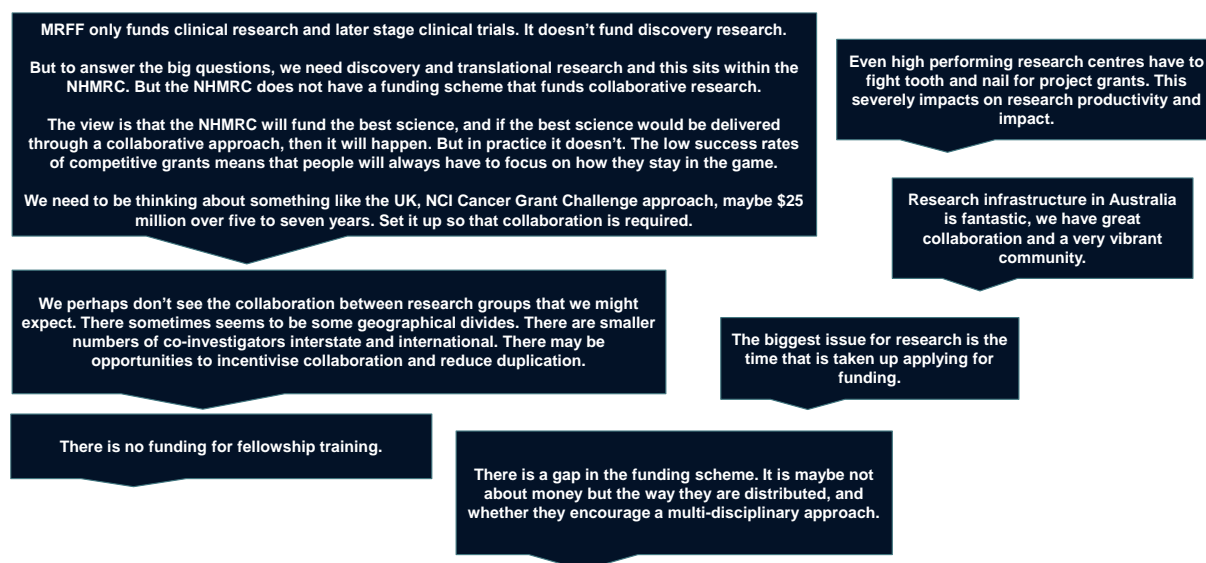 MRFF only funds clinical research and later stage clinical trials. It doesn’t fund discovery research.
But to answer the big questions, we need discovery and translational research and this sits within the
NHMRC. But the NHMRC does not have a funding scheme that funds collaborative research.
The view is that the NHMRC will fund the best science, and if the best science would be delivered
through a collaborative approach, then it will happen. But in practice it doesn’t. The low success rates
of competitive grants means that people will always have to focus on how they stay in the game.
We need to be thinking about something like the UK, NCI Cancer Grant Challenge approach, maybe $25
million over five to seven years. Set it up so that collaboration is required.
Even high performing research centres have to
fight tooth and nail for project grants. This
severely impacts on research productivity and
impact.
Research infrastructure in Australia
is fantastic, we have great
collaboration and a very vibrant
community.
We perhaps don’t see the collaboration between research groups that we might
expect. There sometimes seems to be some geographical divides. There are smaller
numbers of co-investigators interstate and international. There may be
opportunities to incentivise collaboration and reduce duplication.
The biggest issue for research is the
time that is taken up applying for
funding.
There is no funding for fellowship training.
There is a gap in the funding scheme. It is maybe not
about money but the way they are distributed, and
whether they encourage a multi-disciplinary approach.